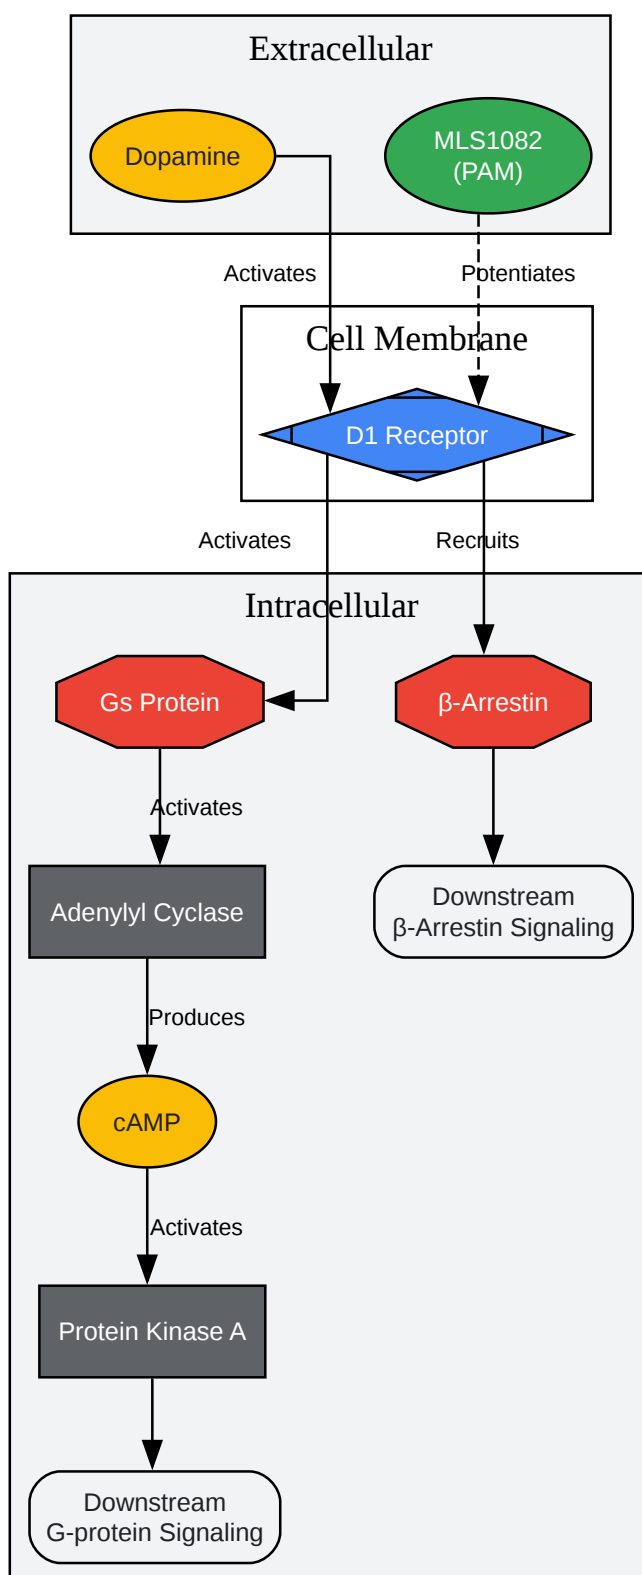 Extracellular
Dopamine
MLS1082
(PAM)
Activates
Potentiates
Cell Membrane
D1 Receptor
Activates
Recruits
Intracellular
Gs Protein
β-Arrestin
Activates
Adenylyl Cyclase
Downstream
β-Arrestin Signaling
Produces
cAMP
Activates
Protein Kinase A
Downstream
G-protein Signaling